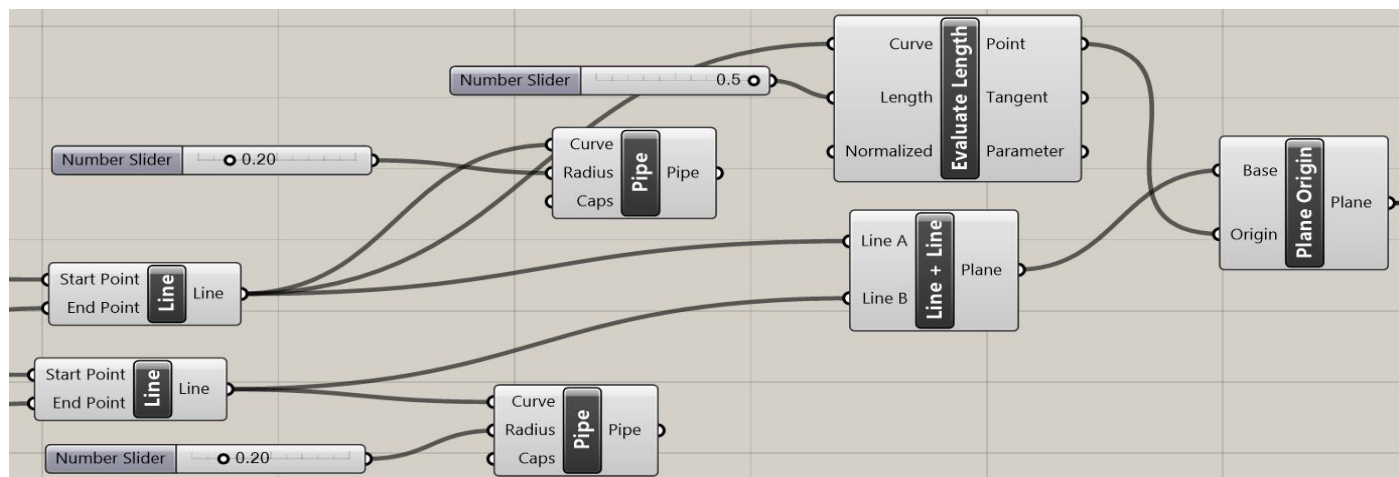 Number Slider 0.5
Curve
Length
Normalized
Evaluate Length
Point
Tangent
Parameter
Number Slider 0.20
Curve
Radius
Caps
Pipe
Pipe
Base
Origin
Plane Origin
Plane
Line A
Line B
Line + Line
Plane
Start Point
End Point
Line
Line
Start Point
End Point
Line
Line
Curve
Radius
Caps
Pipe
Pipe
Number Slider 0.20